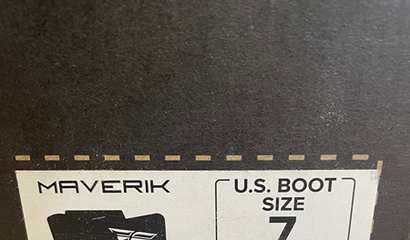 MAVERIK
U.S. BOOT
SIZE
7